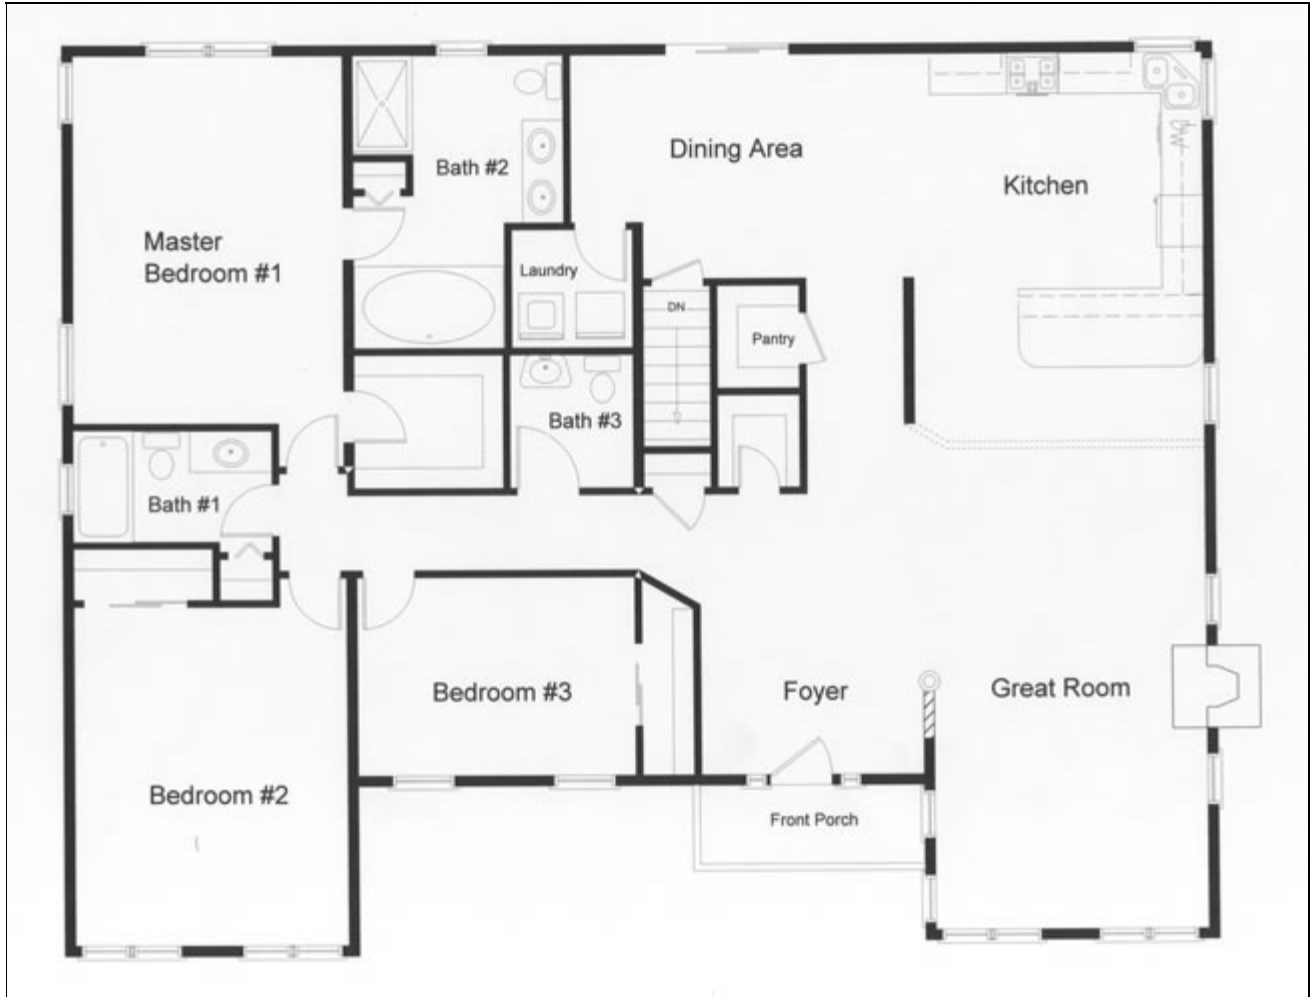 Dining Area
Bath #2
Kitchen
Master
Bedroom #1
Laundry
DN
Pantry
Bath #3
Bath #1
Bedroom #3
Foyer
Great Room
Bedroom #2
Front Porch